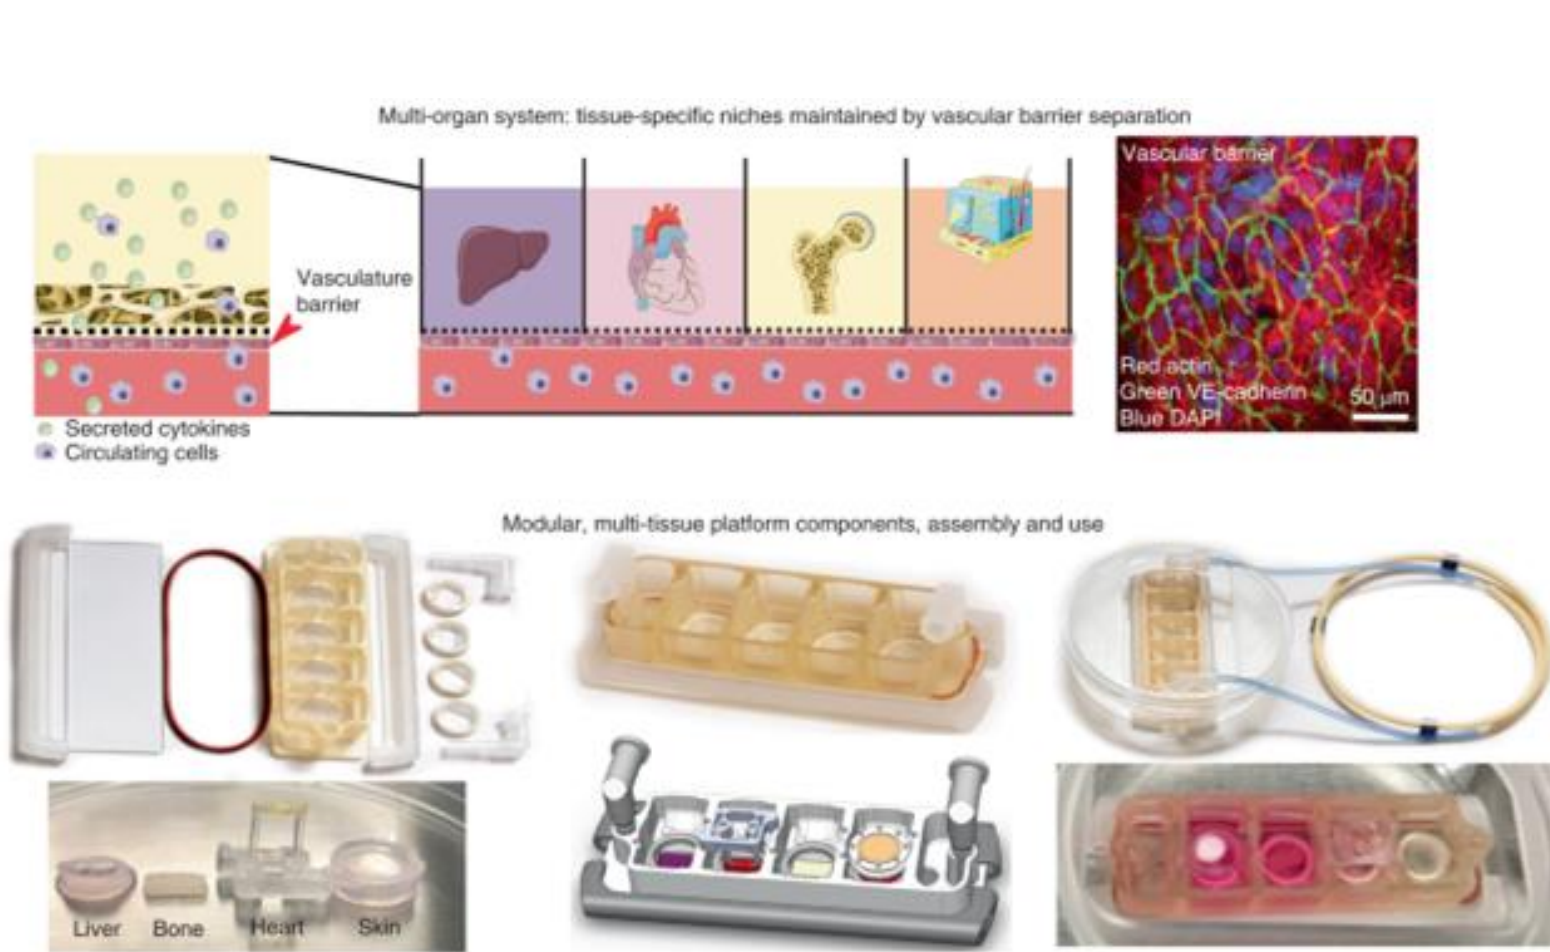 Multi-organ system: tissue-specific niches maintained by vascular barrier separation
Vasculature
barrier
Secreted cytokines
Circulating cells
Vascular barrier
Red actin
Green VE-cadherin
Blue DAPI
50 μm
Modular, multi-tissue platform components, assembly and use
Liver
Bone
Heart
Skin